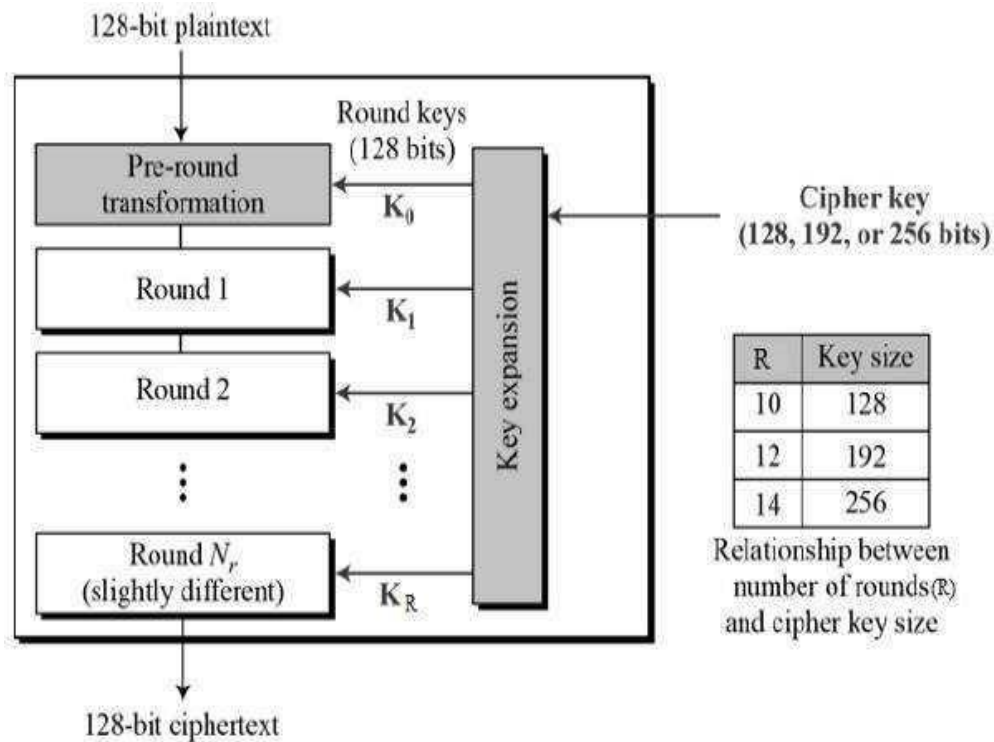 128-bit plaintext
Round keys
(128 bits)
Pre-round
transformation
K0
Cipher key
(128, 192, or 256 bits)
Round 1
K1
Round 2
K2
Key expansion
R Key size
10 128
12 192
14 256
Relationship between
number of rounds(R)
and cipher key size
Round Nr
(slightly different)
KR
128-bit ciphertext